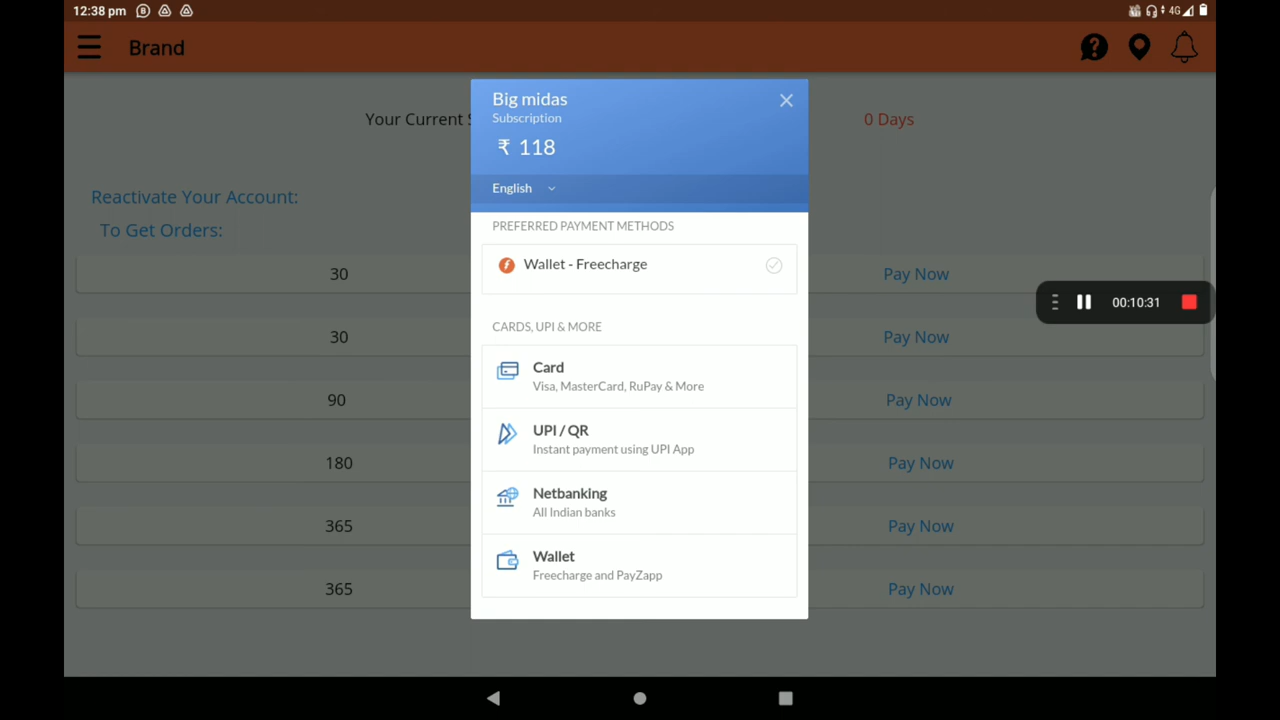 12:38 pm
4G
Brand
Big midas
Subscription
₹ 118
English
Your Current S
0 Days
Reactivate Your Account:
To Get Orders:
PREFERRED PAYMENT METHODS
Wallet - Freecharge
CARDS, UPI & MORE
Card
Visa, MasterCard, RuPay & More
UPI / QR
Instant payment using UPI App
Netbanking
All Indian banks
Wallet
Freecharge and PayZapp
30
Pay Now
30
Pay Now
90
Pay Now
180
Pay Now
365
Pay Now
365
Pay Now
00:10:31